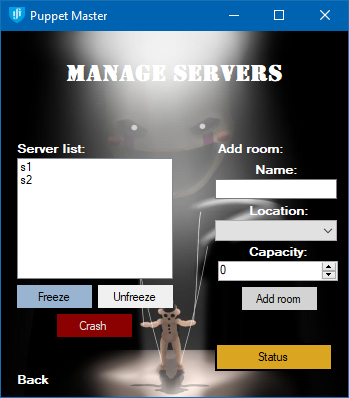 Puppet Master
MANAGE SERVERS
Server list:
s1
s2
Freeze
Unfreeze
Crash
Add room:
Name:
Location:
Capacity:
0
Add room
Status
Back